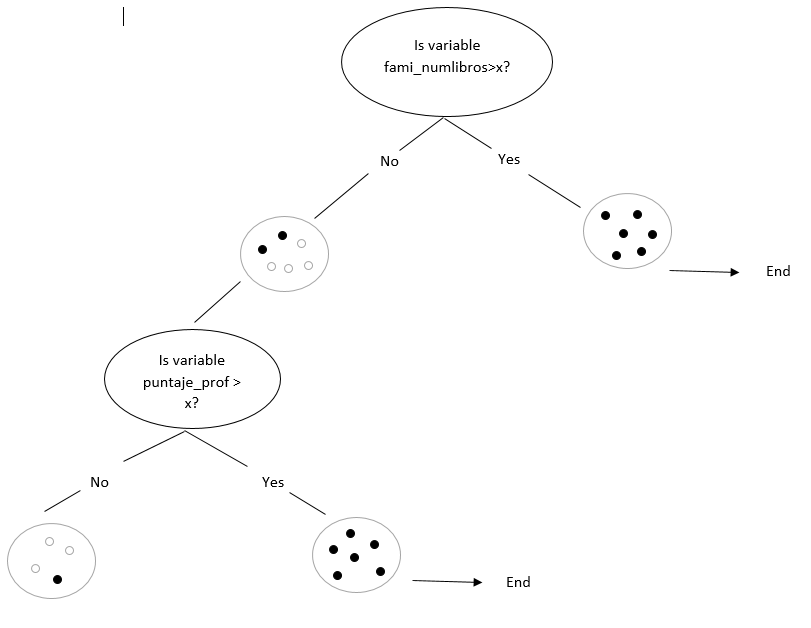 Is variable
fami_numlibros>x?
No
Yes
End
Is variable
puntaje_prof >
x?
No
Yes
End